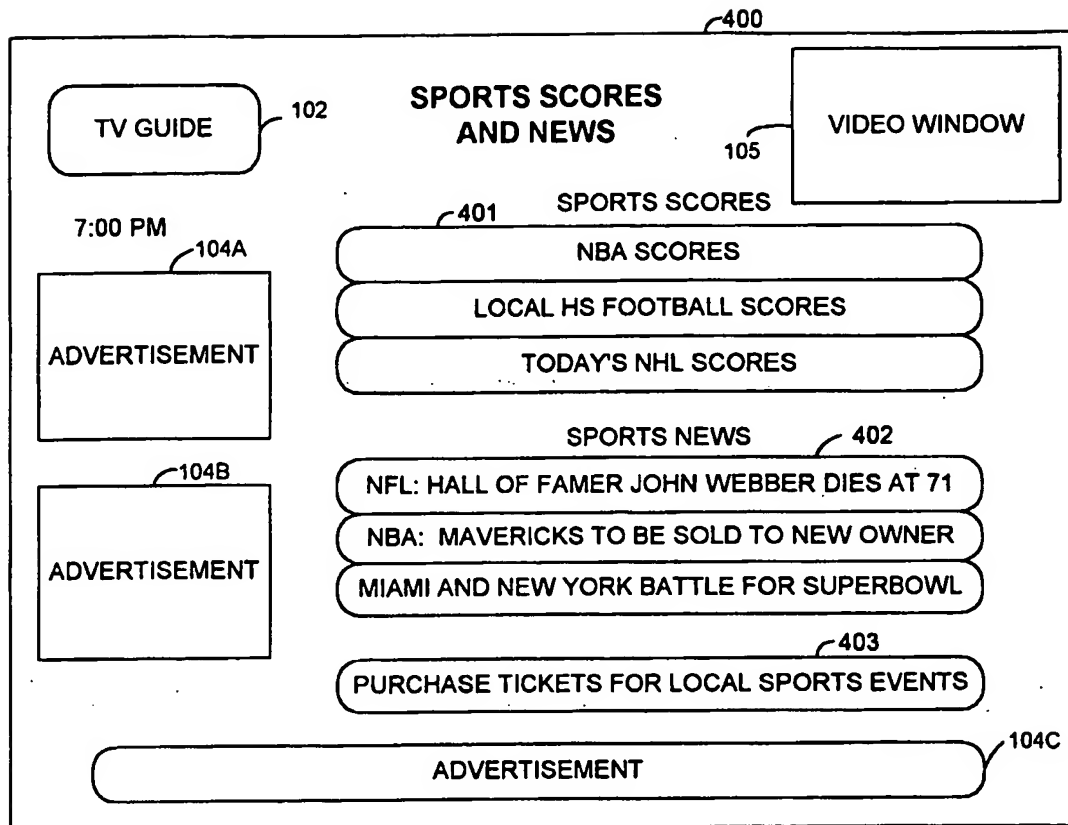 400
TV GUIDE
102
SPORTS SCORES
AND NEWS
105
VIDEO WINDOW
7:00 PM
SPORTS SCORES
401
NBA SCORES
LOCAL HS FOOTBALL SCORES
TODAY'S NHL SCORES
104A
ADVERTISEMENT
SPORTS NEWS
402
NFL: HALL OF FAMER JOHN WEBBER DIES AT 71
NBA: MAVERICKS TO BE SOLD TO NEW OWNER
MIAMI AND NEW YORK BATTLE FOR SUPERBOWL
104B
ADVERTISEMENT
403
PURCHASE TICKETS FOR LOCAL SPORTS EVENTS
ADVERTISEMENT
104C